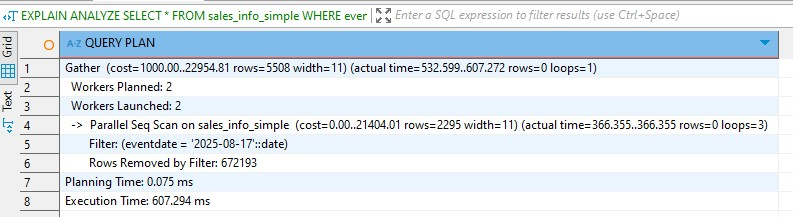 EXPLAIN ANALYZE SELECT * FROM sales_info_simple WHERE ever
Enter a SQL expression to filter results (use Ctrl+Space)
Grid
Text
A-Z QUERY PLAN
1 Gather (cost=1000.00..22954.81 rows=5508 width=11) (actual time=532.599..607.272 rows=0 loops=1)
2 Workers Planned: 2
3 Workers Launched: 2
4 -> Parallel Seq Scan on sales_info_simple (cost=0.00..21404.01 rows=2295 width=11) (actual time=366.355..366.355 rows=0 loops=3)
5 Filter: (eventdate = '2025-08-17'::date)
6 Rows Removed by Filter: 672193
7 Planning Time: 0.075 ms
8 Execution Time: 607.294 ms